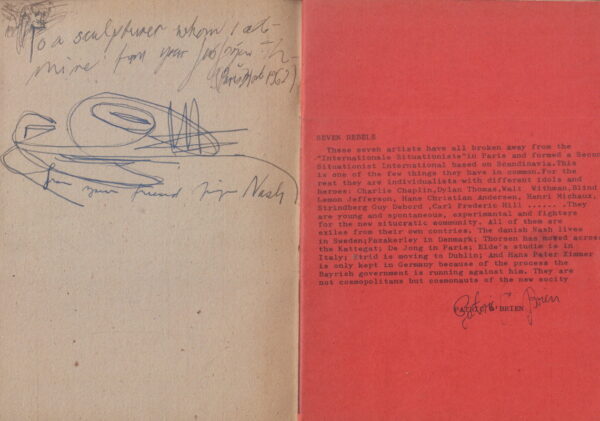 To a sculpturer whom I ad-
mire from your
(Paris 1962)
from your friend Jørgen Nash
SEVEN REBELS
These seven artists have all broken away from the
"Internationale Situationiste"in Paris and formed a Second
Situationist International based on Scandinavia.This
is one of the few things they have in common.For the
rest they are individualists with different idols and
heroes: Charlie Chaplin,Dylan Thomas,Walt Withman,Blind
Lemon Jefferson, Hans Christian Andersen, Henri Michaux,
Strindberg Guy Debord ,Carl Frederic Hill ...... .They
are young and spontaneous, experimental and fighters
for the new situcratic community. All of them are
exiles from their own contries. The danish Nash lives
in Sweden;Fazakerley in Denmark; Thorsen has moved across
the Kattegat; De Jong in Paris; Elde's studie is in
Italy; Strid is moving to Dublin; And Hans Peter Zimmer
is only kept in Germany because of the process the
Bayrish government is running against him. They are
not cosmopolitans but cosmonauts of the new socity
PATRIC O'BRIEN